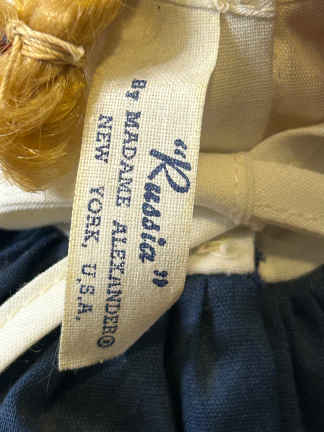 "Russia"
By MADAME ALEXANDER®
NEW YORK, U.S.A.